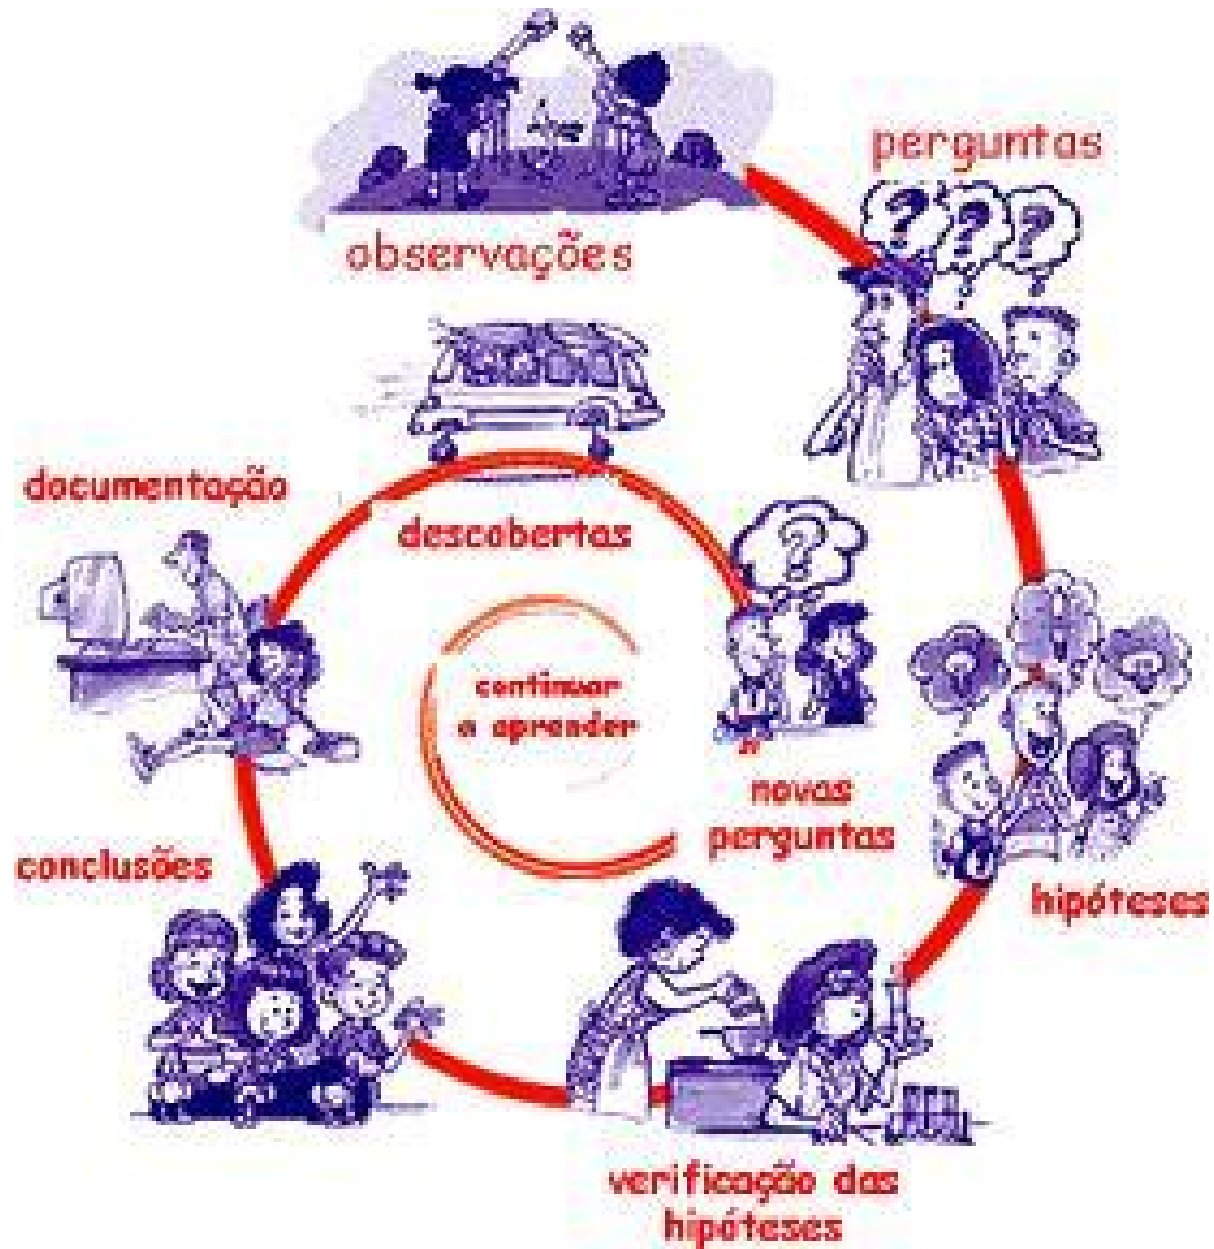 observações
perguntas
hipóteses
verificação das
hipóteses
conclusões
documentação
descobertas
novas
perguntas
continuar
a aprender